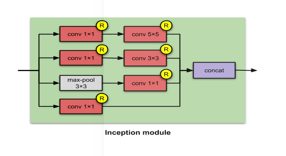 conv 1×1
R
conv 5×5
R
conv 1×1
R
conv 3×3
R
max-pool
3×3
conv 1×1
R
conv 1×1
R
concat
Inception module